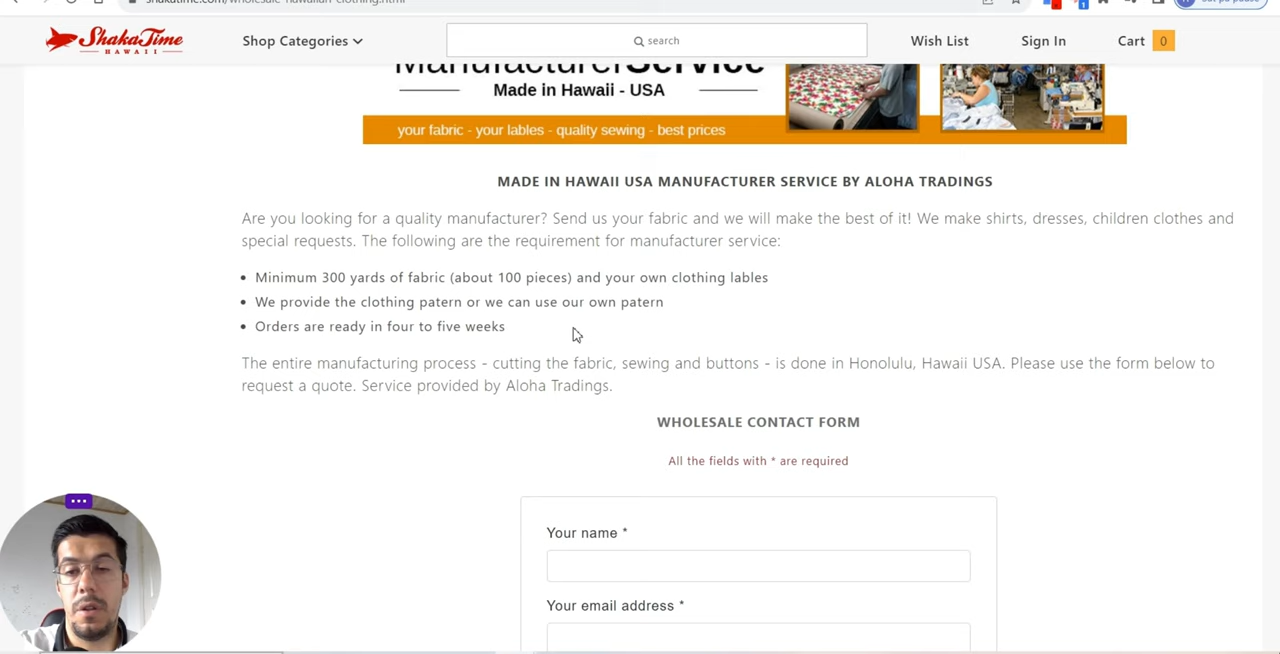 shakatime.com/wholesale-hawaiian-clothing.html
ShakaTime
HAWAII
Shop Categories
search
Wish List
Sign In
Cart 0
ManufacturerService
Made in Hawaii - USA
your fabric - your lables - quality sewing - best prices
MADE IN HAWAII USA MANUFACTURER SERVICE BY ALOHA TRADINGS
Are you looking for a quality manufacturer? Send us your fabric and we will make the best of it! We make shirts, dresses, children clothes and
special requests. The following are the requirement for manufacturer service:
• Minimum 300 yards of fabric (about 100 pieces) and your own clothing lables
• We provide the clothing patern or we can use our own patern
• Orders are ready in four to five weeks
The entire manufacturing process - cutting the fabric, sewing and buttons - is done in Honolulu, Hawaii USA. Please use the form below to
request a quote. Service provided by Aloha Tradings.
WHOLESALE CONTACT FORM
All the fields with * are required
Your name *
Your email address *